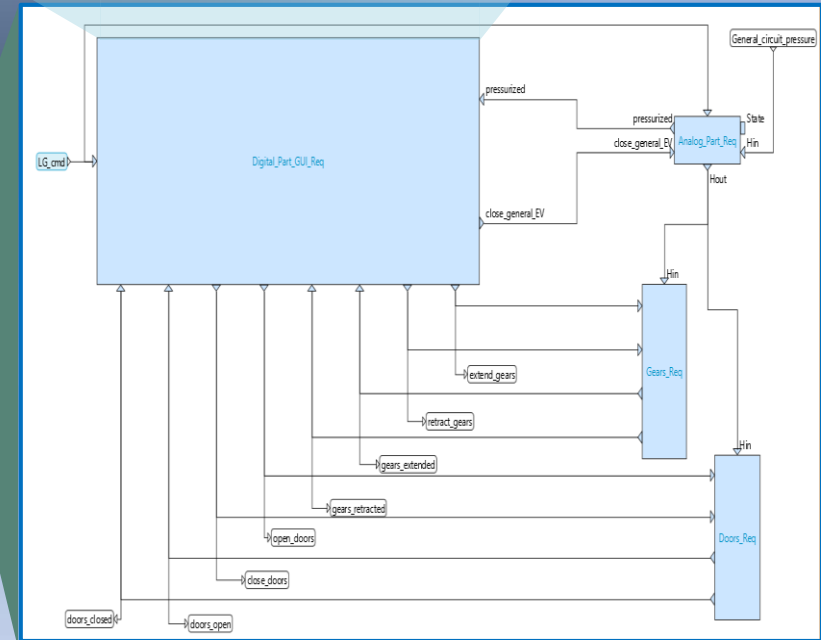 General_circuit_pressure
pressurized
pressurized
State
close_general_EV
Analog_Part_Req
Hin
LG_cmd
Digital_Part_GUI_Req
Hout
close_general_EV
Hin
extend_gears
Gears_Req
retract_gears
Hin
gears_extended
gears_retracted
open_doors
Doors_Req
close_doors
doors_closed
doors_open